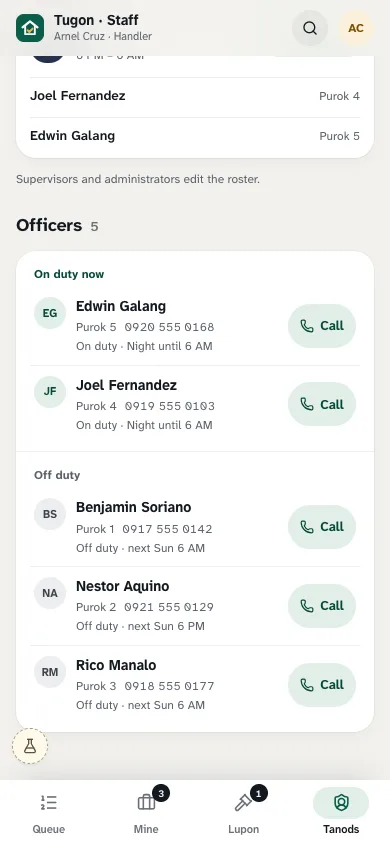 Tugon · Staff
Arnel Cruz · Handler
AC
Joel Fernandez
Purok 4
Edwin Galang
Purok 5
Supervisors and administrators edit the roster.
Officers 5
On duty now
EG
Edwin Galang
Purok 5 0920 555 0168
On duty · Night until 6 AM
Call
JF
Joel Fernandez
Purok 4 0919 555 0103
On duty · Night until 6 AM
Call
Off duty
BS
Benjamin Soriano
Purok 1 0917 555 0142
Off duty · next Sun 6 AM
Call
NA
Nestor Aquino
Purok 2 0921 555 0129
Off duty · next Sun 6 PM
Call
RM
Rico Manalo
Purok 3 0918 555 0177
Off duty · next Sun 6 AM
Call
3
1
Queue
Mine
Lupon
Tanods